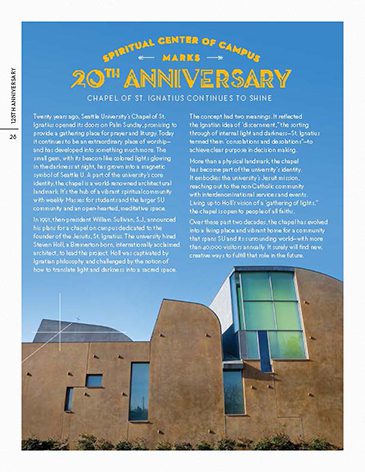 125TH ANNIVERSARY
26
SPIRITUAL CENTER OF CAMPUS
MARKS
20TH ANNIVERSARY
CHAPEL OF ST. IGNATIUS CONTINUES TO SHINE
Twenty years ago, Seattle University's Chapel of St.
Ignatius opened its doors on Palm Sunday, promising to
provide a gathering place for prayer and liturgy. Today
it continues to be an extraordinary place of worship—
and has developed into something much more. The
small gem, with its beacon-like colored lights glowing
in the darkness at night, has grown into a magnetic
symbol of Seattle U. A part of the university's core
identity, the chapel is a world-renowned architectural
landmark. It's the hub of a vibrant spiritual community
with weekly Masses for students and the larger SU
community and an open-hearted, meditative space.
In 1991, then-president William Sullivan, S.J., announced
his plans for a chapel on campus dedicated to the
founder of the Jesuits, St. Ignatius. The university hired
Steven Holl, a Bremerton-born, internationally acclaimed
architect, to lead the project. Holl was captivated by
Ignatian philosophy and challenged by the notion of
how to translate light and darkness into a sacred space.
The concept had two meanings. It reflected
the Ignatian idea of "discernment," the sorting
through of internal light and darkness—St. Ignatius
termed them "consolations and desolations"—to
achieve clear purpose in decision making.
More than a physical landmark, the chapel
has become part of the university's identity.
It embodies the university's Jesuit mission,
reaching out to the non-Catholic community
with interdenominational services and events.
Living up to Holl's vision of a "gathering of lights,"
the chapel is open to people of all faiths.
Over these past two decades, the chapel has evolved
into a living place and vibrant home for a community
that spans SU and its surrounding world—with more
than 40,000 visitors annually. It surely will find new,
creative ways to fulfill that role in the future.